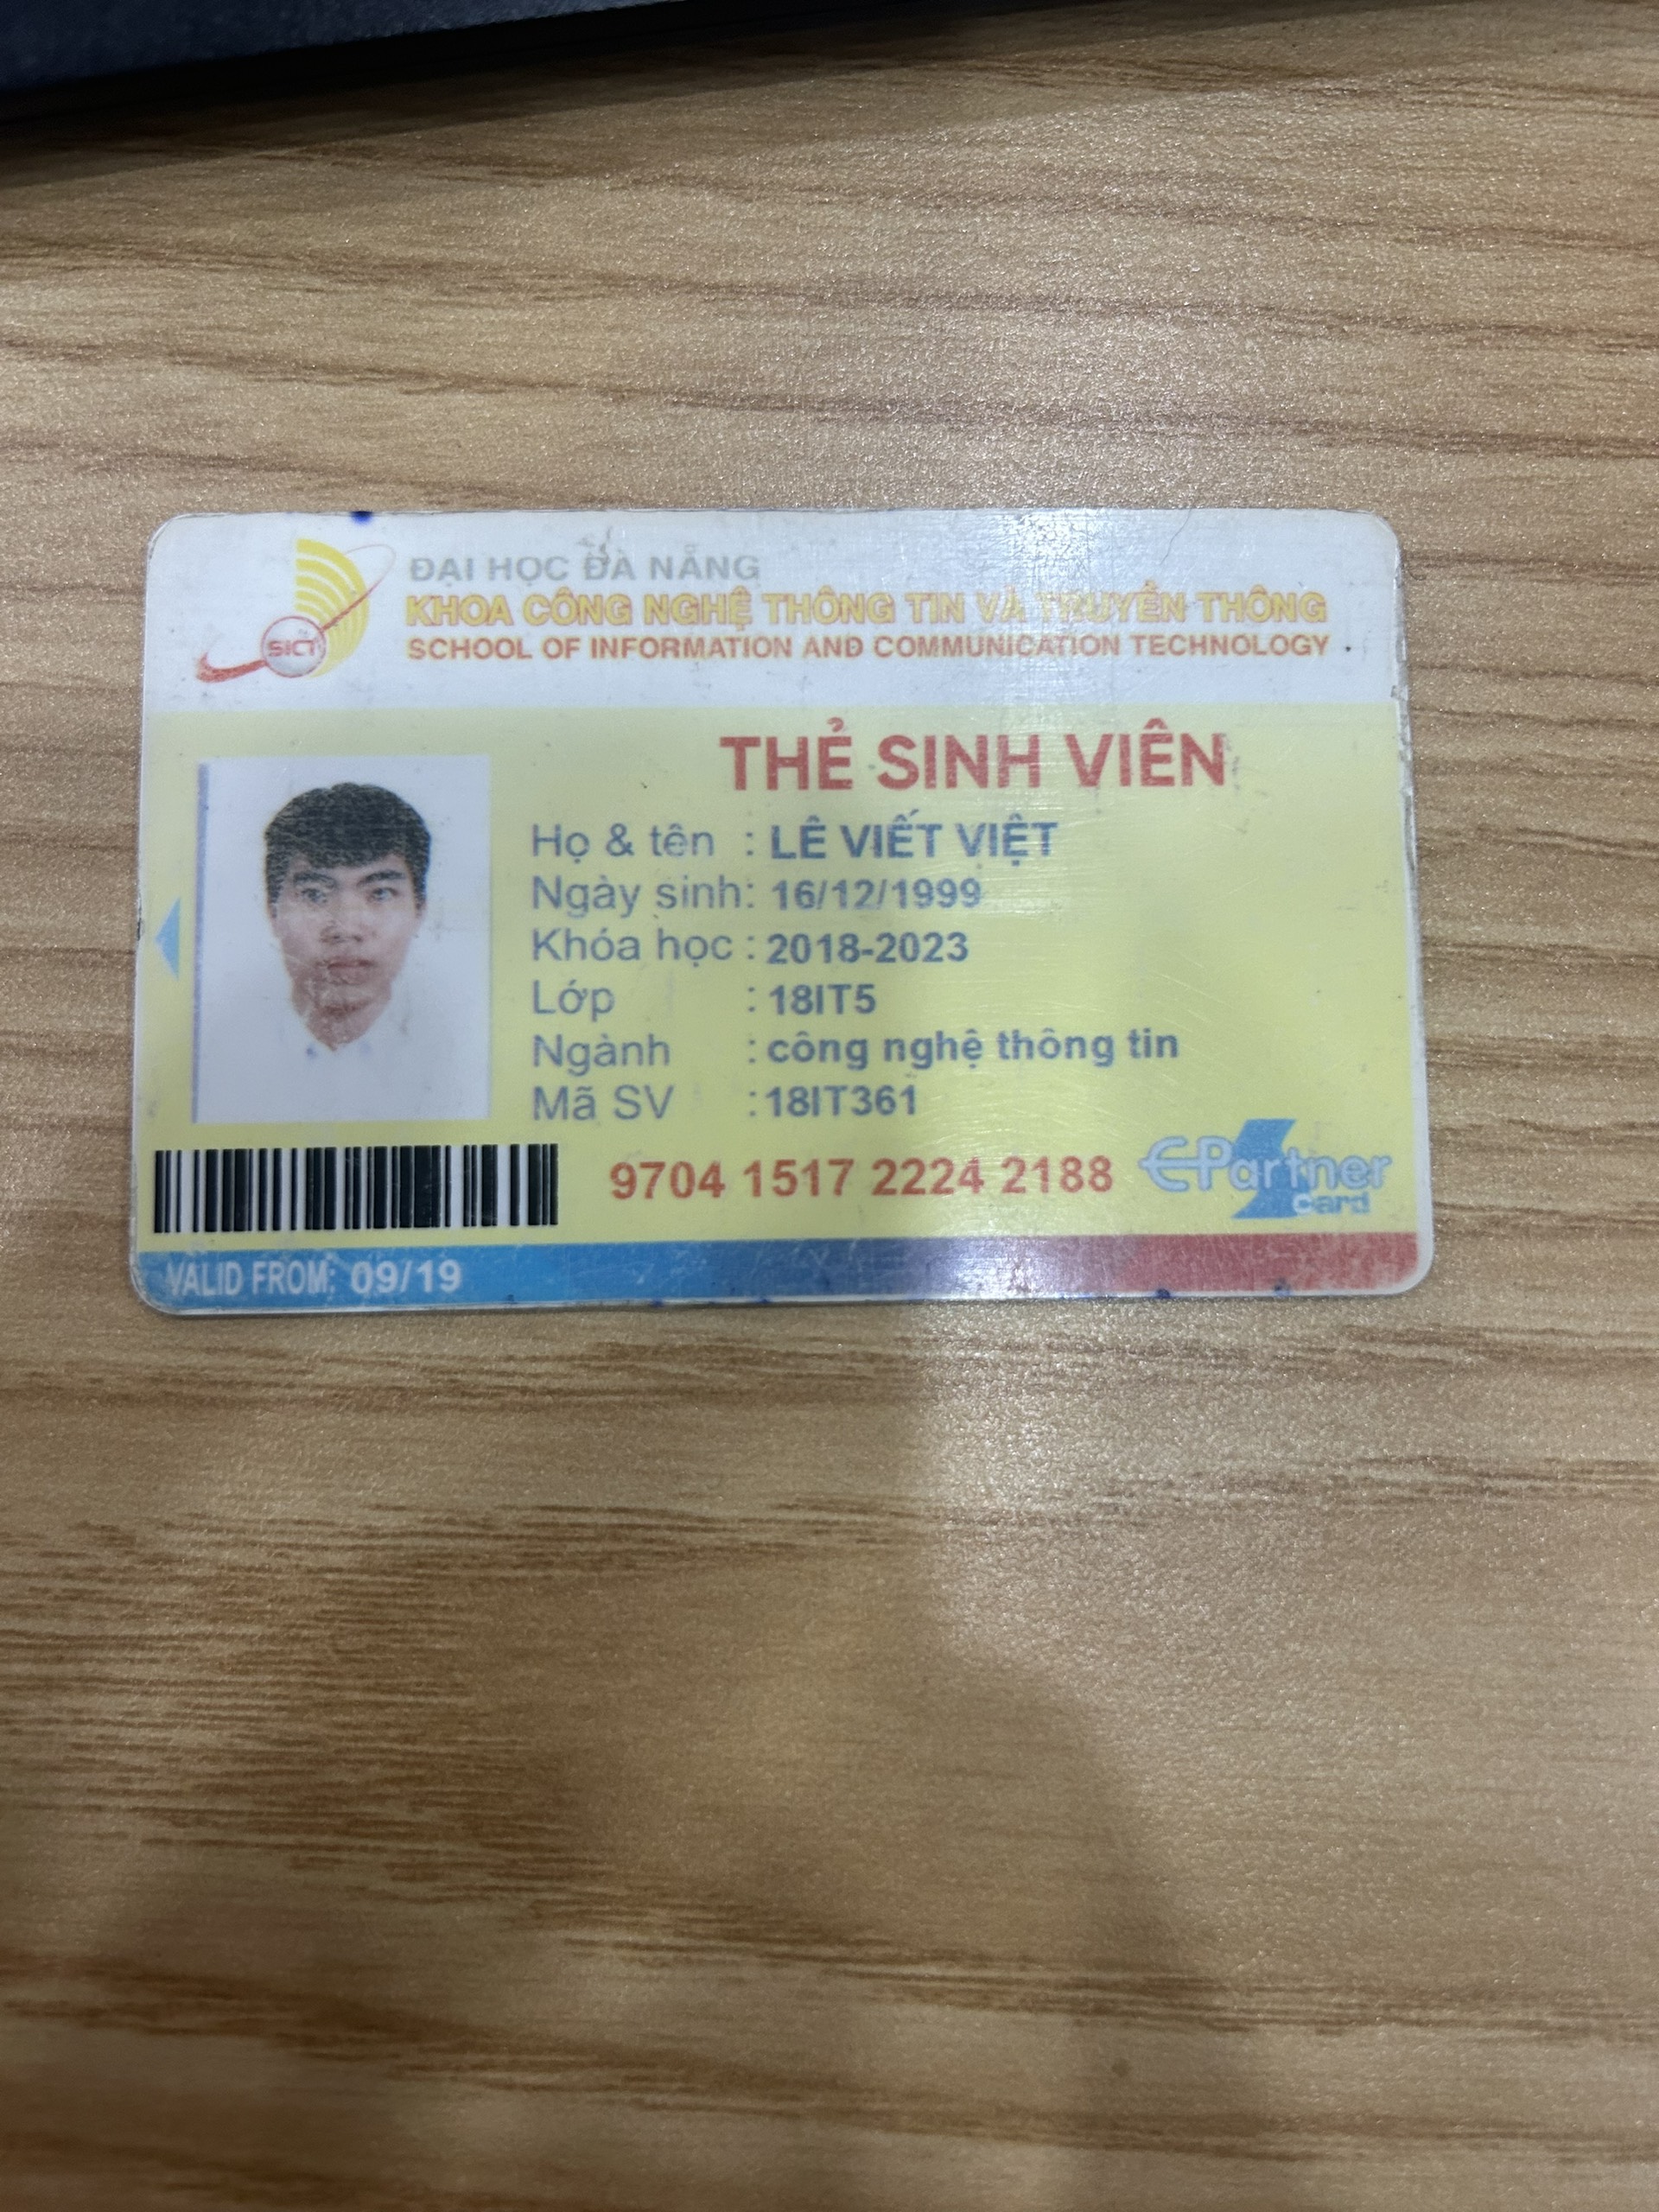 SICT
ĐẠI HỌC ĐÀ NẴNG
KHOA CÔNG NGHỆ THÔNG TIN VÀ TRUYỀN THÔNG
SCHOOL OF INFORMATION AND COMMUNICATION TECHNOLOGY
THẺ SINH VIÊN
Họ & tên : LÊ VIẾT VIỆT
Ngày sinh: 16/12/1999
Khóa học : 2018-2023
Lớp : 18IT5
Ngành : công nghệ thông tin
Mã SV : 18IT361
9704 1517 2224 2188 E-Partner Card
VALID FROM: 09/19